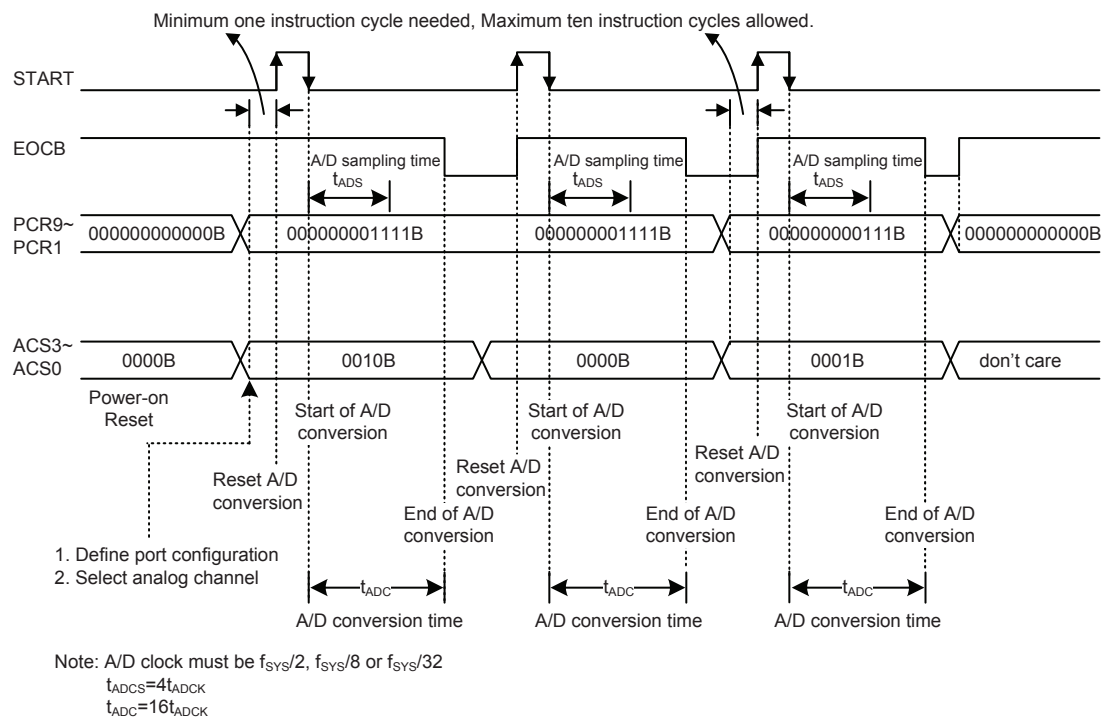 Minimum one instruction cycle needed, Maximum ten instruction cycles allowed.
START
EOCB
A/D sampling time
tADS
A/D sampling time
tADS
A/D sampling time
tADS
PCR9~
PCR1
000000000000B
000000001111B
000000001111B
000000000111B
000000000000B
ACS3~
ACS0
0000B
0010B
0000B
0001B
don't care
Power-on
Reset
Start of A/D
conversion
Start of A/D
conversion
Start of A/D
conversion
Reset A/D
conversion
Reset A/D
conversion
Reset A/D
conversion
End of A/D
conversion
End of A/D
conversion
End of A/D
conversion
1. Define port configuration
2. Select analog channel
tADC
tADC
tADC
A/D conversion time
A/D conversion time
A/D conversion time
Note: A/D clock must be fSYS/2, fSYS/8 or fSYS/32
tADCS=4tADCK
tADC=16tADCK